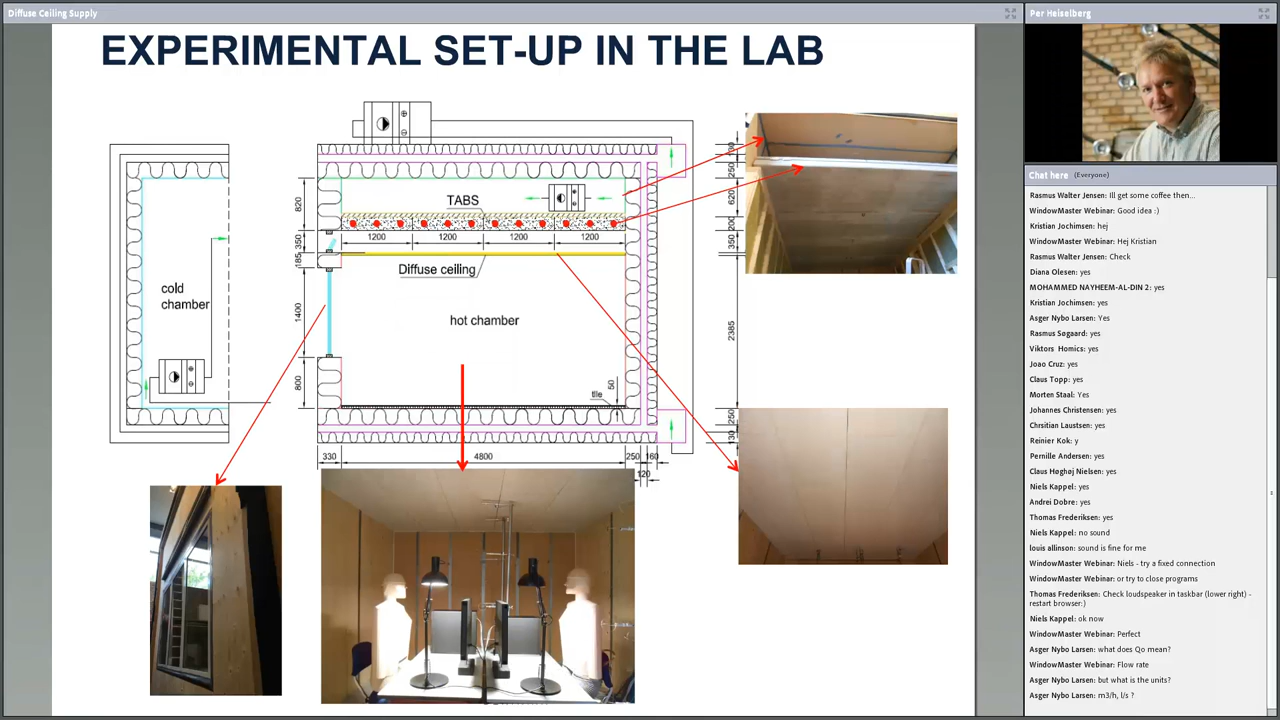 Diffuse Ceiling Supply
EXPERIMENTAL SET-UP IN THE LAB
TABS
820
1200
1200
1200
1200
350
185
Diffuse ceiling
cold
chamber
hot chamber
1400
800
50
tile
330
4800
250
160
120
250
620
200
350
2385
250
130
Per Heiselberg
Chat here (Everyone)
Rasmus Walter Jensen: Ill get some coffee then...
WindowMaster Webinar: Good idea :)
Kristian Jochimsen: hej
WindowMaster Webinar: Hej Kristian
Rasmus Walter Jensen: Check
Diana Olesen: yes
MOHAMMED NAYHEEM-AL-DIN 2: yes
Kristian Jochimsen: yes
Asger Nybo Larsen: Yes
Rasmus Søgaard: yes
Viktors Homics: yes
Joao Cruz: yes
Claus Topp: yes
Morten Staal: Yes
Johannes Christensen: yes
Chrsitian Laustsen: yes
Reinier Kok: y
Pernille Andersen: yes
Claus Høghøj Nielsen: yes
Niels Kappel: yes
Andrei Dobre: yes
Thomas Frederiksen: yes
Niels Kappel: no sound
louis allinson: sound is fine for me
WindowMaster Webinar: Niels - try a fixed connection
WindowMaster Webinar: or try to close programs
Thomas Frederiksen: Check loudspeaker in taskbar (lower right) -
restart browser:)
Niels Kappel: ok now
WindowMaster Webinar: Perfect
Asger Nybo Larsen: what does Qo mean?
WindowMaster Webinar: Flow rate
Asger Nybo Larsen: but what is the units?
Asger Nybo Larsen: m3/h, l/s ?